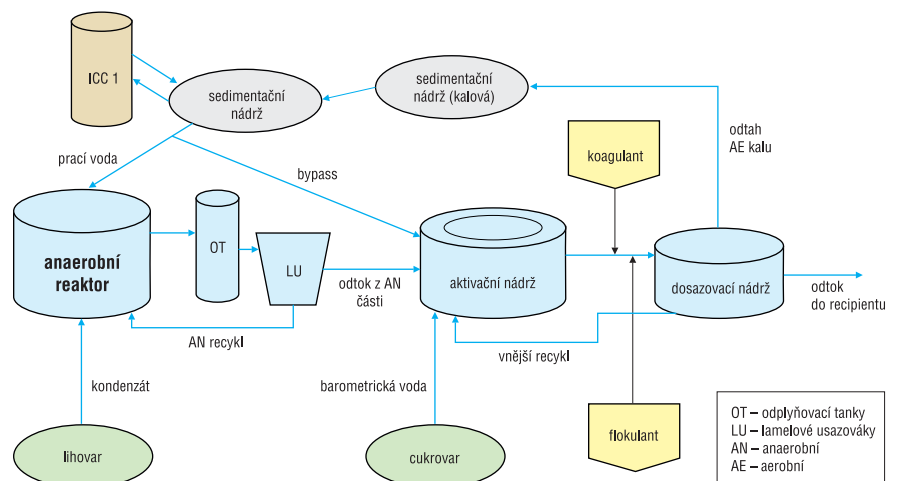 ICC 1
sedimentační
nádrž
sedimentační
nádrž (kalová)
odtah
AE kalu
koagulant
prací voda
bypass
anaerobní
reaktor
OT
LU
odtok z AN
části
aktivační nádrž
dosazovací nádrž
odtok
do recipientu
AN recykl
vnější recykl
kondenzát
barometrická voda
lihovar
cukrovar
flokulant
OT – odplyňovací tanky
LU – lamelové usazováky
AN – anaerobní
AE – aerobní